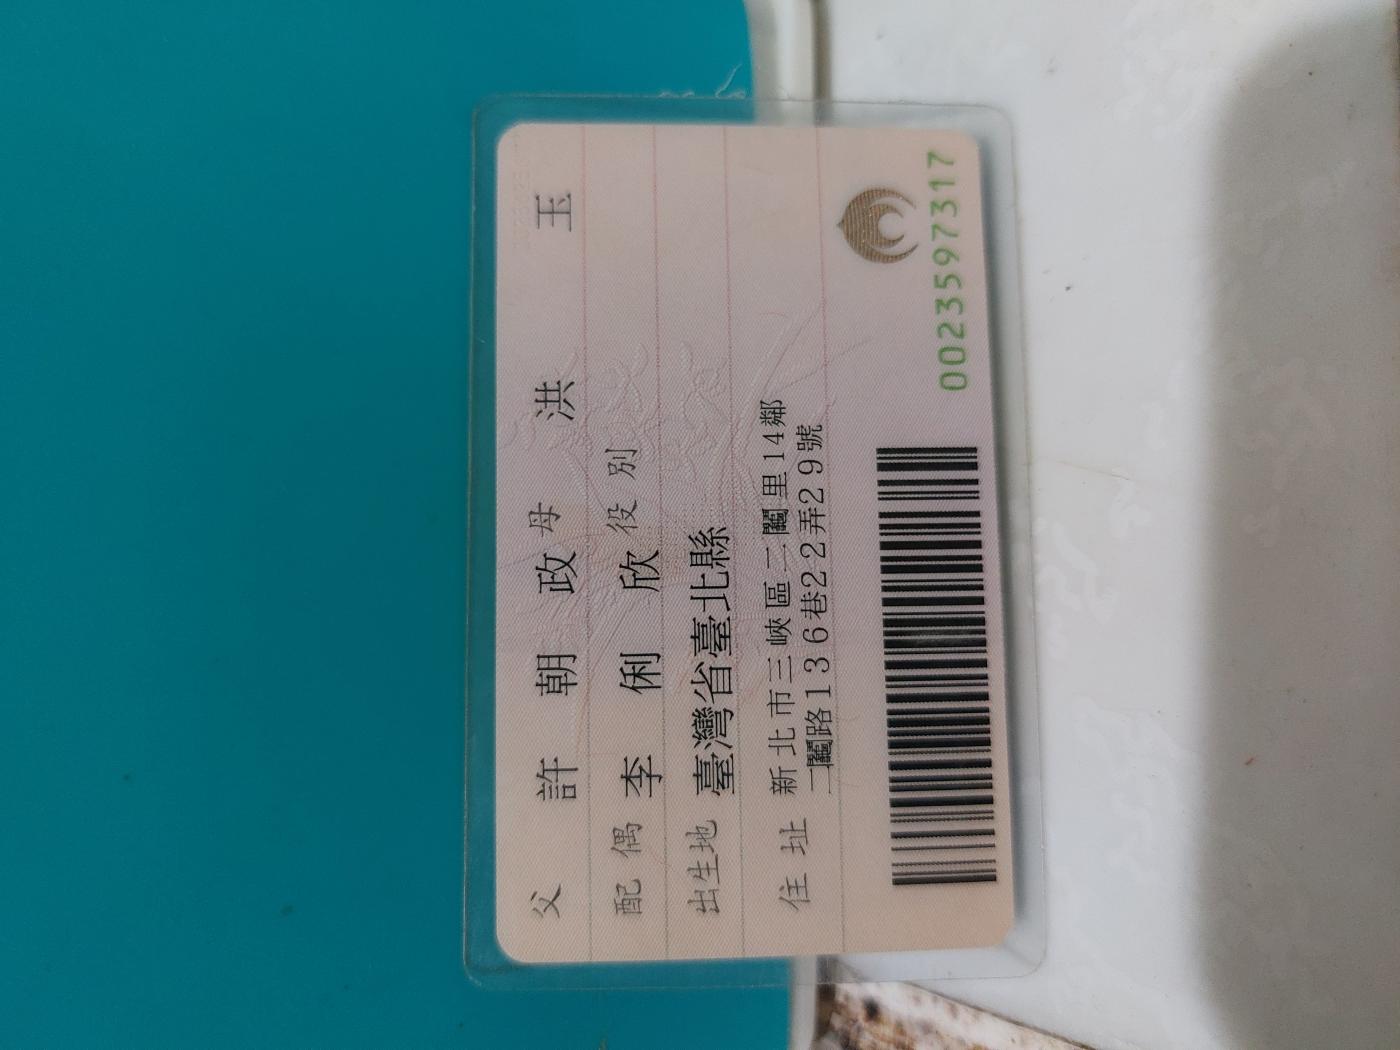 父 許朝政 母 洪玉
配偶 李俐欣 役別
出生地 臺灣省臺北縣
住址 新北市三峽區二鬮里14鄰
二鬮路136巷22弄29號
0023597317